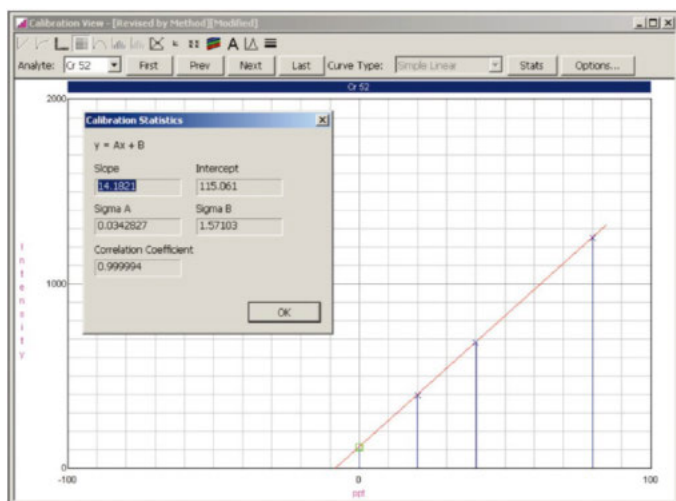 Calibration View - [Revised by Method][Modified]
A
Analyte: Cr 52 First Prev Next Last Curve Type: Simple Linear Stats Options...
Cr 52
2000
Calibration Statistics
y = Ax + B
Slope Intercept
14.1821 115.061
Sigma A Sigma B
0.0342827 1.57103
Correlation Coefficient
0.999994
OK
Intensity
1000
0
-100 0 100
ppt